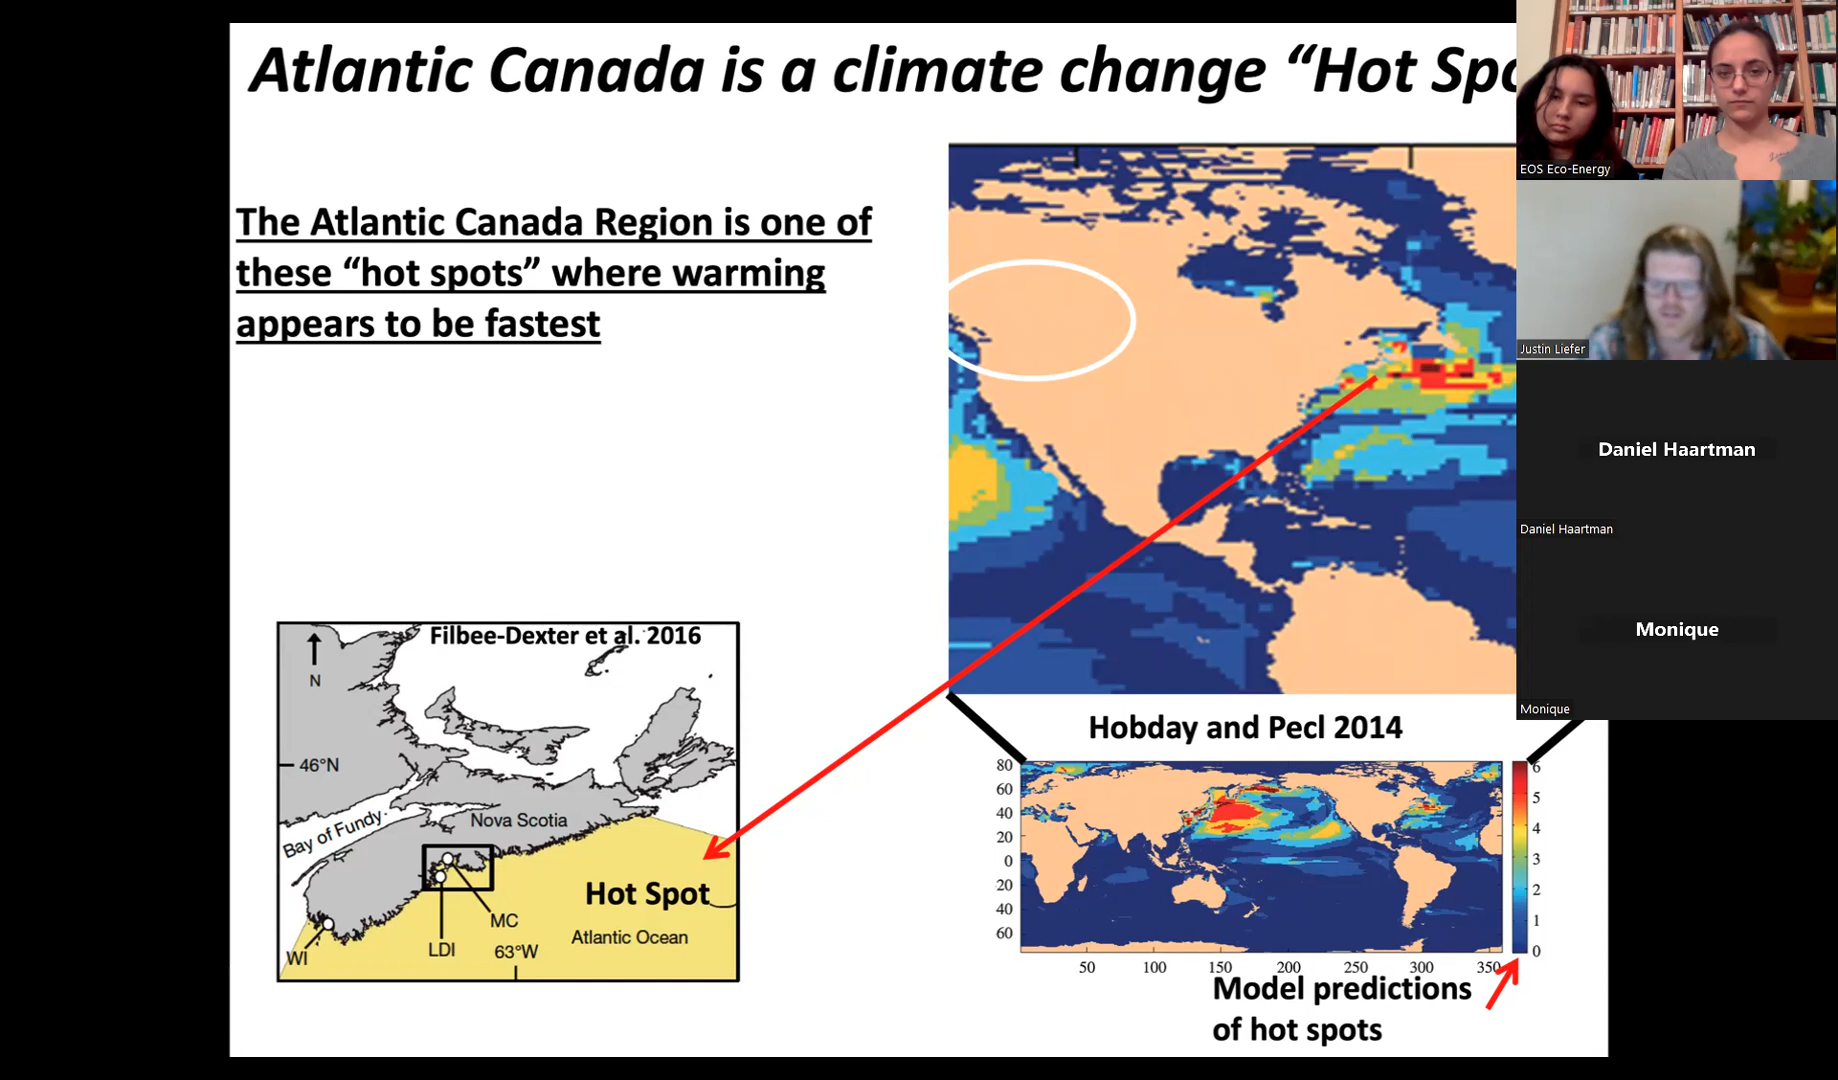 Atlantic Canada is a climate change “Hot Spo
The Atlantic Canada Region is one of
these “hot spots” where warming
appears to be fastest
Filbee-Dexter et al. 2016
N
46°N
Bay of Fundy
Nova Scotia
Hot Spot
MC
Atlantic Ocean
LDI
63°W
WI
Hobday and Pecl 2014
80
60
40
20
0
20
40
60
50 100 150 200 250 300 350
6
5
4
3
2
1
0
Model predictions
of hot spots
EOS Eco-Energy
Justin Liefer
Daniel Haartman
Daniel Haartman
Monique
Monique